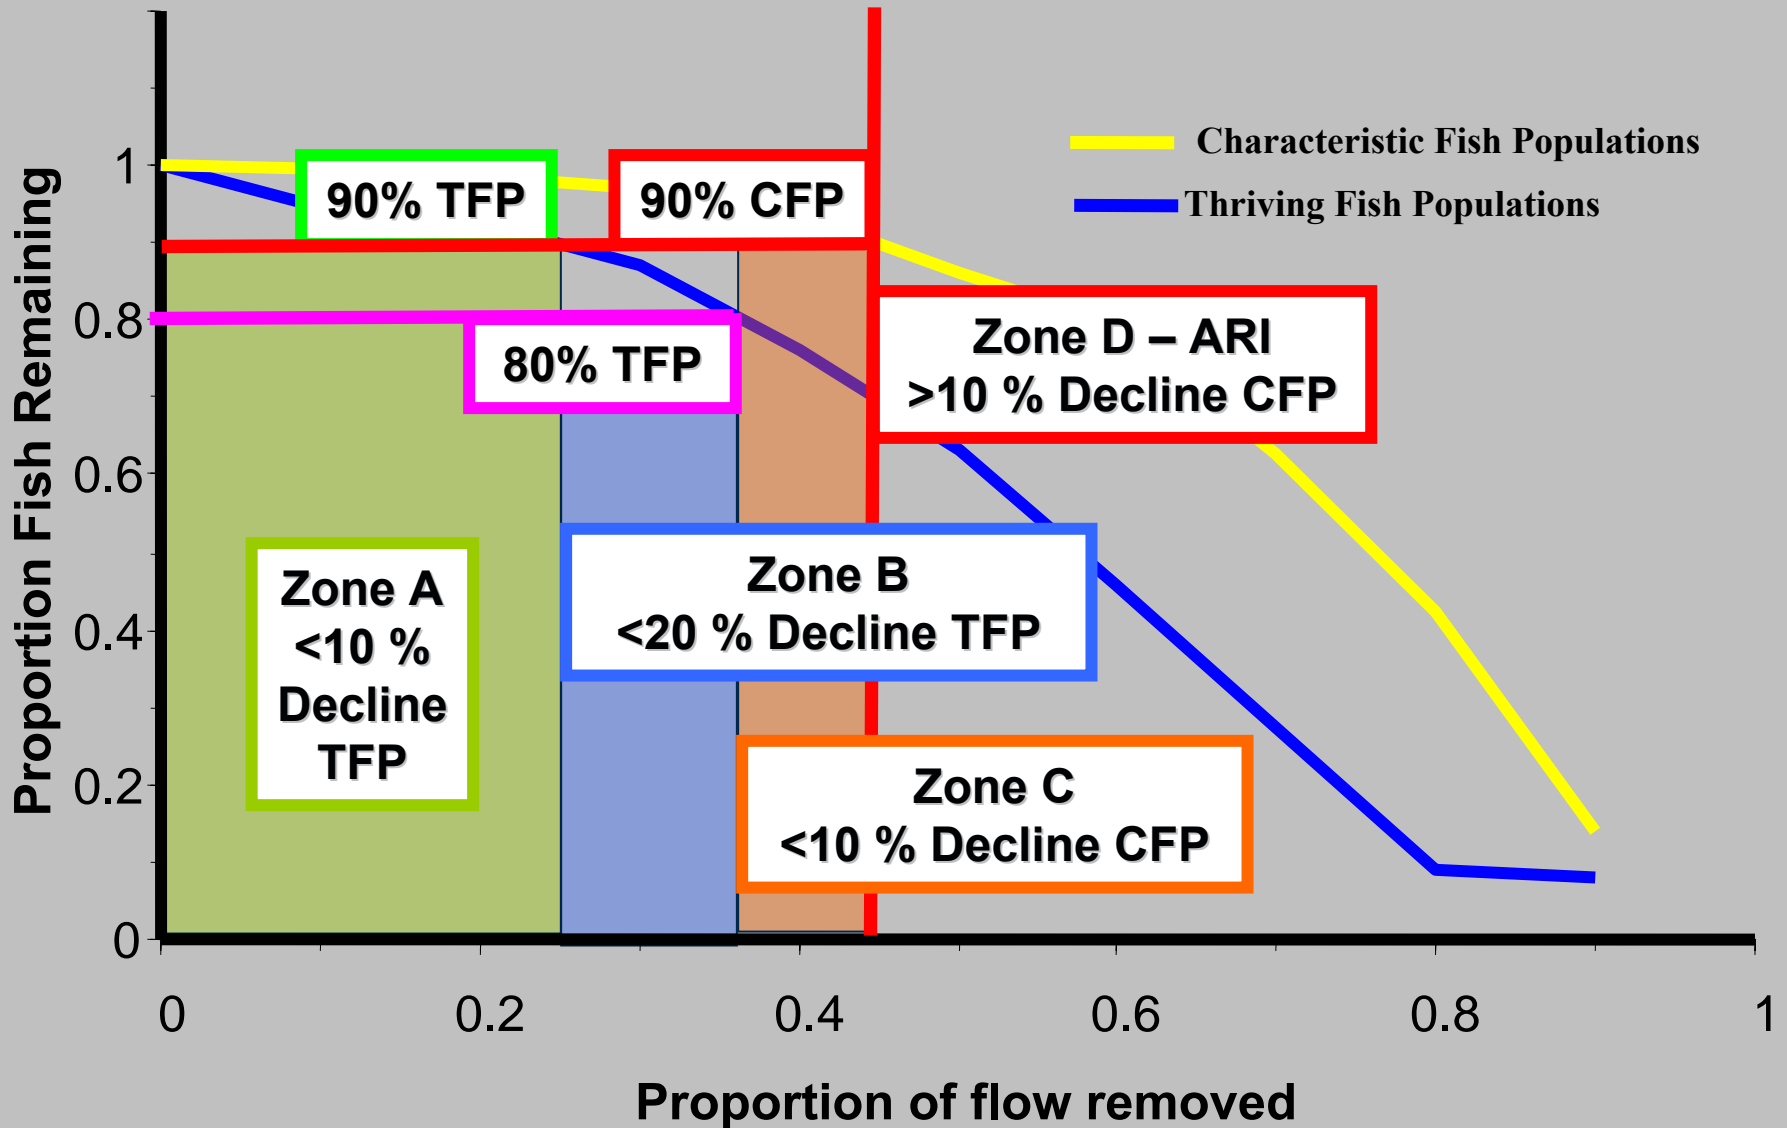 Characteristic Fish Populations
Thriving Fish Populations
90% TFP
90% CFP
80% TFP
Zone D – ARI
>10 % Decline CFP
Zone A
<10 %
Decline
TFP
Zone B
<20 % Decline TFP
Zone C
<10 % Decline CFP
Proportion Fish Remaining
1
0.8
0.6
0.4
0.2
0
0
0.2
0.4
0.6
0.8
1
Proportion of flow removed